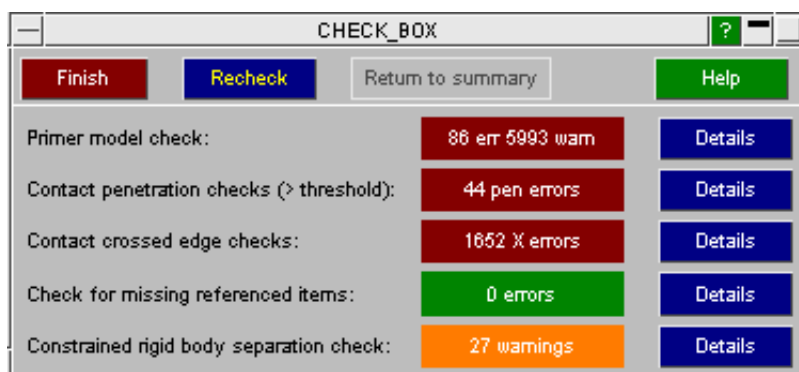 CHECK_BOX ?
Finish Recheck Return to summary Help
Primer model check: 86 err 5993 warn Details
Contact penetration checks (> threshold): 44 pen errors Details
Contact crossed edge checks: 1652 X errors Details
Check for missing referenced items: 0 errors Details
Constrained rigid body separation check: 27 warnings Details